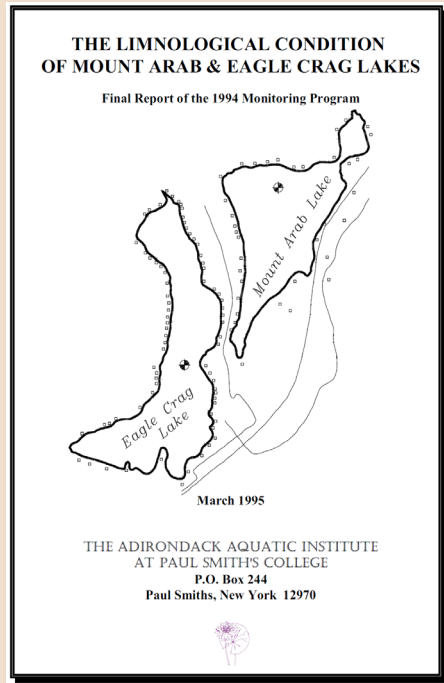 THE LIMNOLOGICAL CONDITION
OF MOUNT ARAB & EAGLE CRAG LAKES
Final Report of the 1994 Monitoring Program
Mount Arab Lake
Eagle Crag
Lake
March 1995
THE ADIRONDACK AQUATIC INSTITUTE
AT PAUL SMITH'S COLLEGE
P.O. Box 244
Paul Smiths, New York 12970